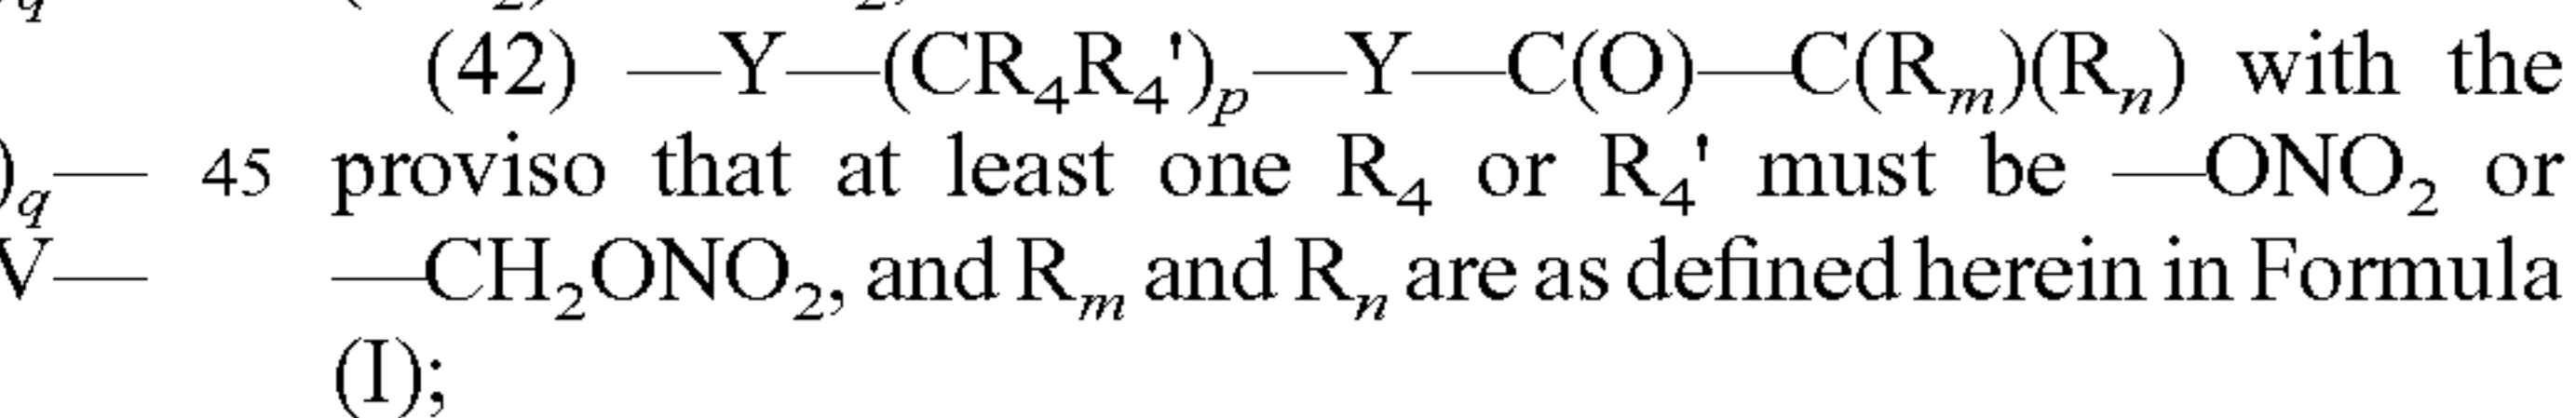 (42) —Y—(CR₄R₄')ₚ—Y—C(O)—C(Rₘ)(Rₙ) with the
)q— 45 proviso that at least one R₄ or R₄' must be —ONO₂ or
V— —CH₂ONO₂, and Rₘ and Rₙ are as defined herein in Formula
(I);